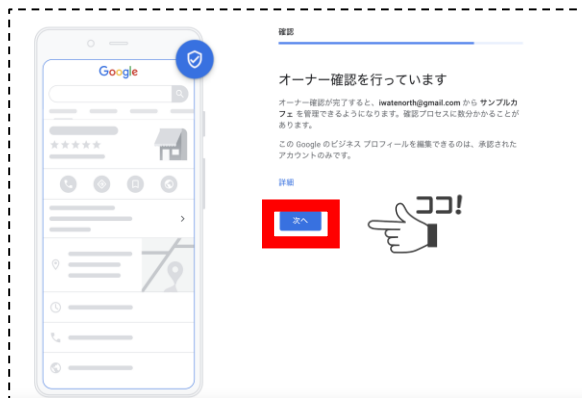 確認
Google
オーナー確認を行っています
オーナー確認が完了すると、iwatenorth@gmail.com から サンプルカ
フェ を管理できるようになります。確認プロセスに数分かかることが
あります。
この Google のビジネス プロフィールを編集できるのは、承認された
アカウントのみです。
詳細
次へ
ココ!